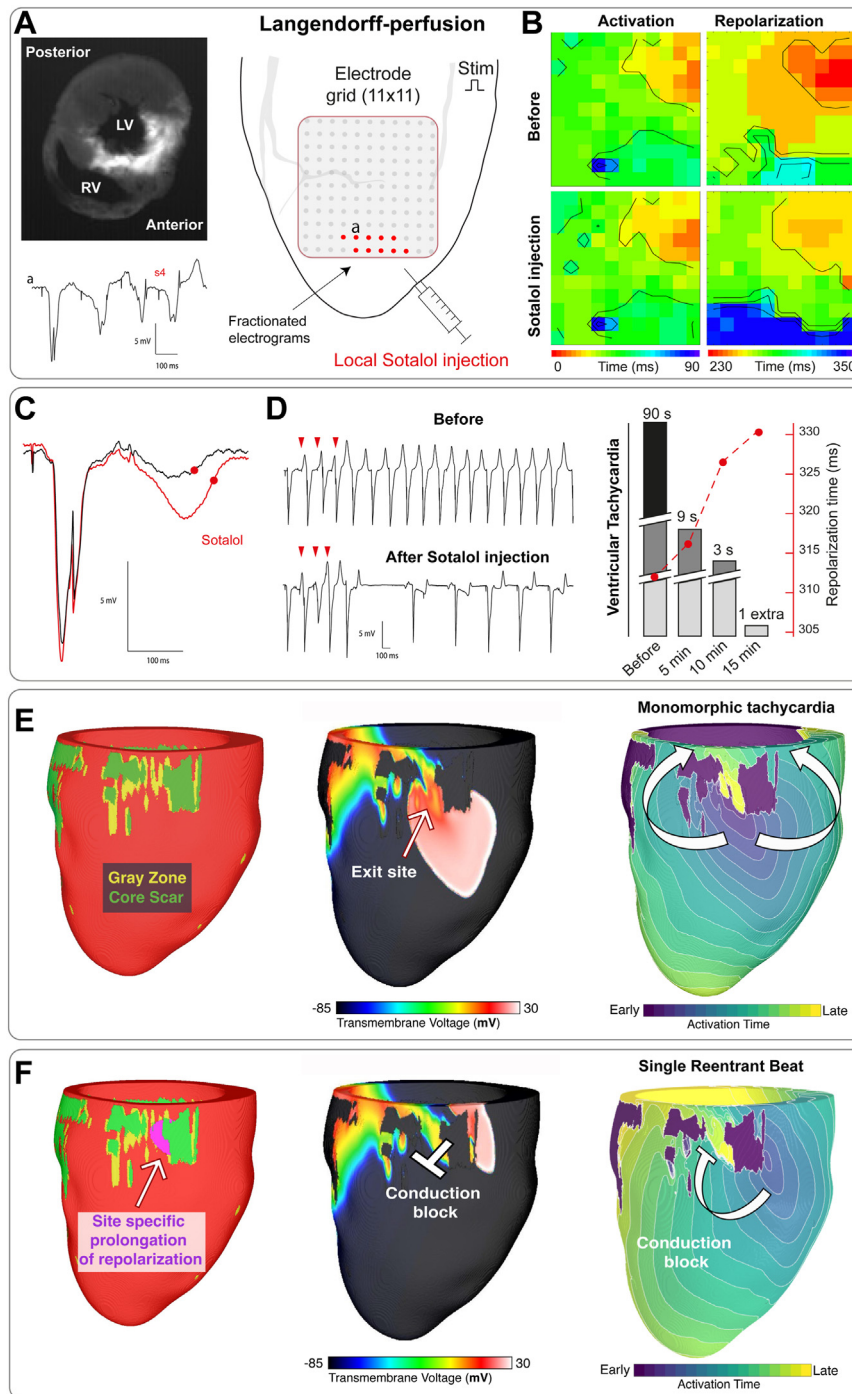 A
Posterior
LV
RV
Anterior
a
s4
5 mV
100 ms
Langendorff-perfusion
Electrode
grid (11x11)
Stim
a
Fractionated
electrograms
Local Sotalol injection
B
Activation
Repolarization
Before
Sotalol injection
0
Time (ms)
90
230
Time (ms)
350
C
Sotalol
5 mV
100 ms
D
Before
After Sotalol injection
5 mV
100 ms
Ventricular Tachycardia
90 s
9 s
3 s
1 extra
Before
5 min
10 min
15 min
330
325
320
315
310
305
Repolarization time (ms)
E
Gray Zone
Core Scar
Exit site
-85
30
Transmembrane Voltage (mV)
Monomorphic tachycardia
Early
Late
Activation Time
F
Site specific
prolongation
of repolarization
Conduction
block
-85
30
Transmembrane Voltage (mV)
Single Reentrant Beat
Conduction
block
Early
Late
Activation Time